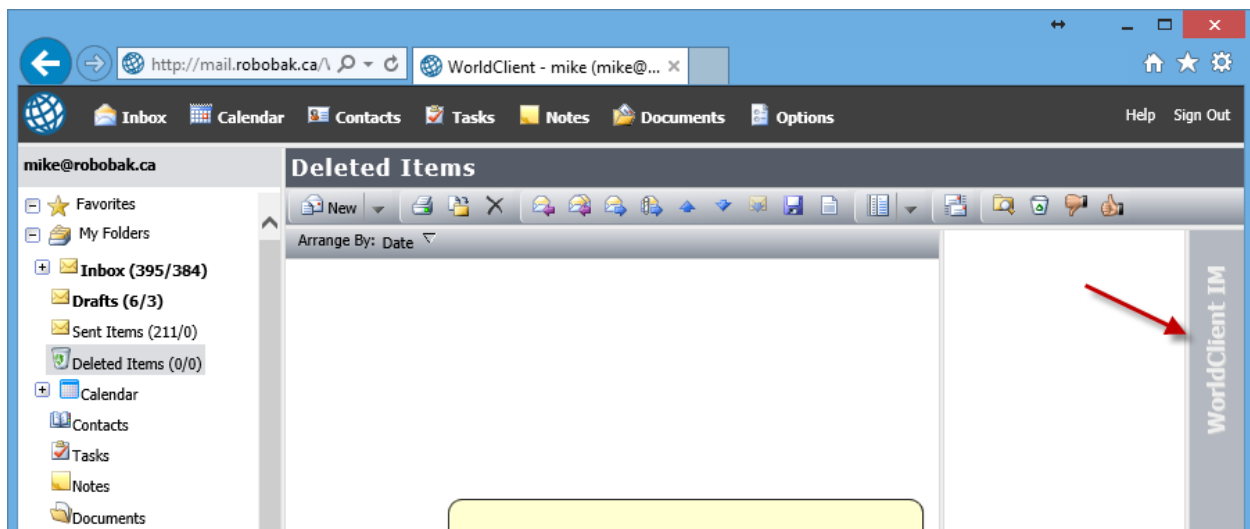 http://mail.robobak.ca/\
WorldClient - mike (mike@...
Inbox Calendar Contacts Tasks Notes Documents Options Help Sign Out
mike@robobak.ca
Deleted Items
Favorites
New
My Folders
Arrange By: Date
Inbox (395/384)
Drafts (6/3)
Sent Items (211/0)
Deleted Items (0/0)
Calendar
Contacts
Tasks
Notes
Documents
WorldClient IM